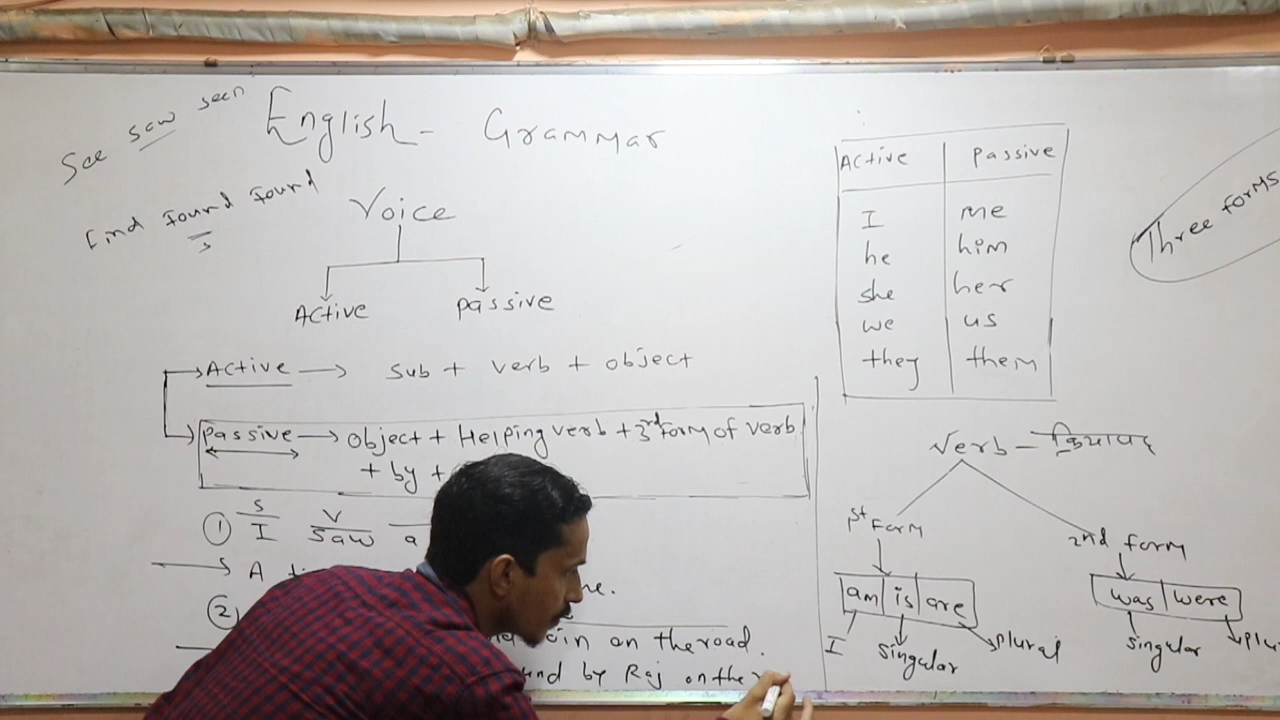 See saw seen
English - Grammar
Find Found Found
Voice
Active Passive
Active → Sub + verb + object
Passive → object + Helping verb + 3rd form of verb
+ by +
① S V
I saw a
→ A
me.
②
coin on the road.
by Raj on the
Active Passive
I me
he him
she her
we us
they them
Three forms
Verb - क्रियापद
1st Form 2nd form
am is are was were
I singular plural singular